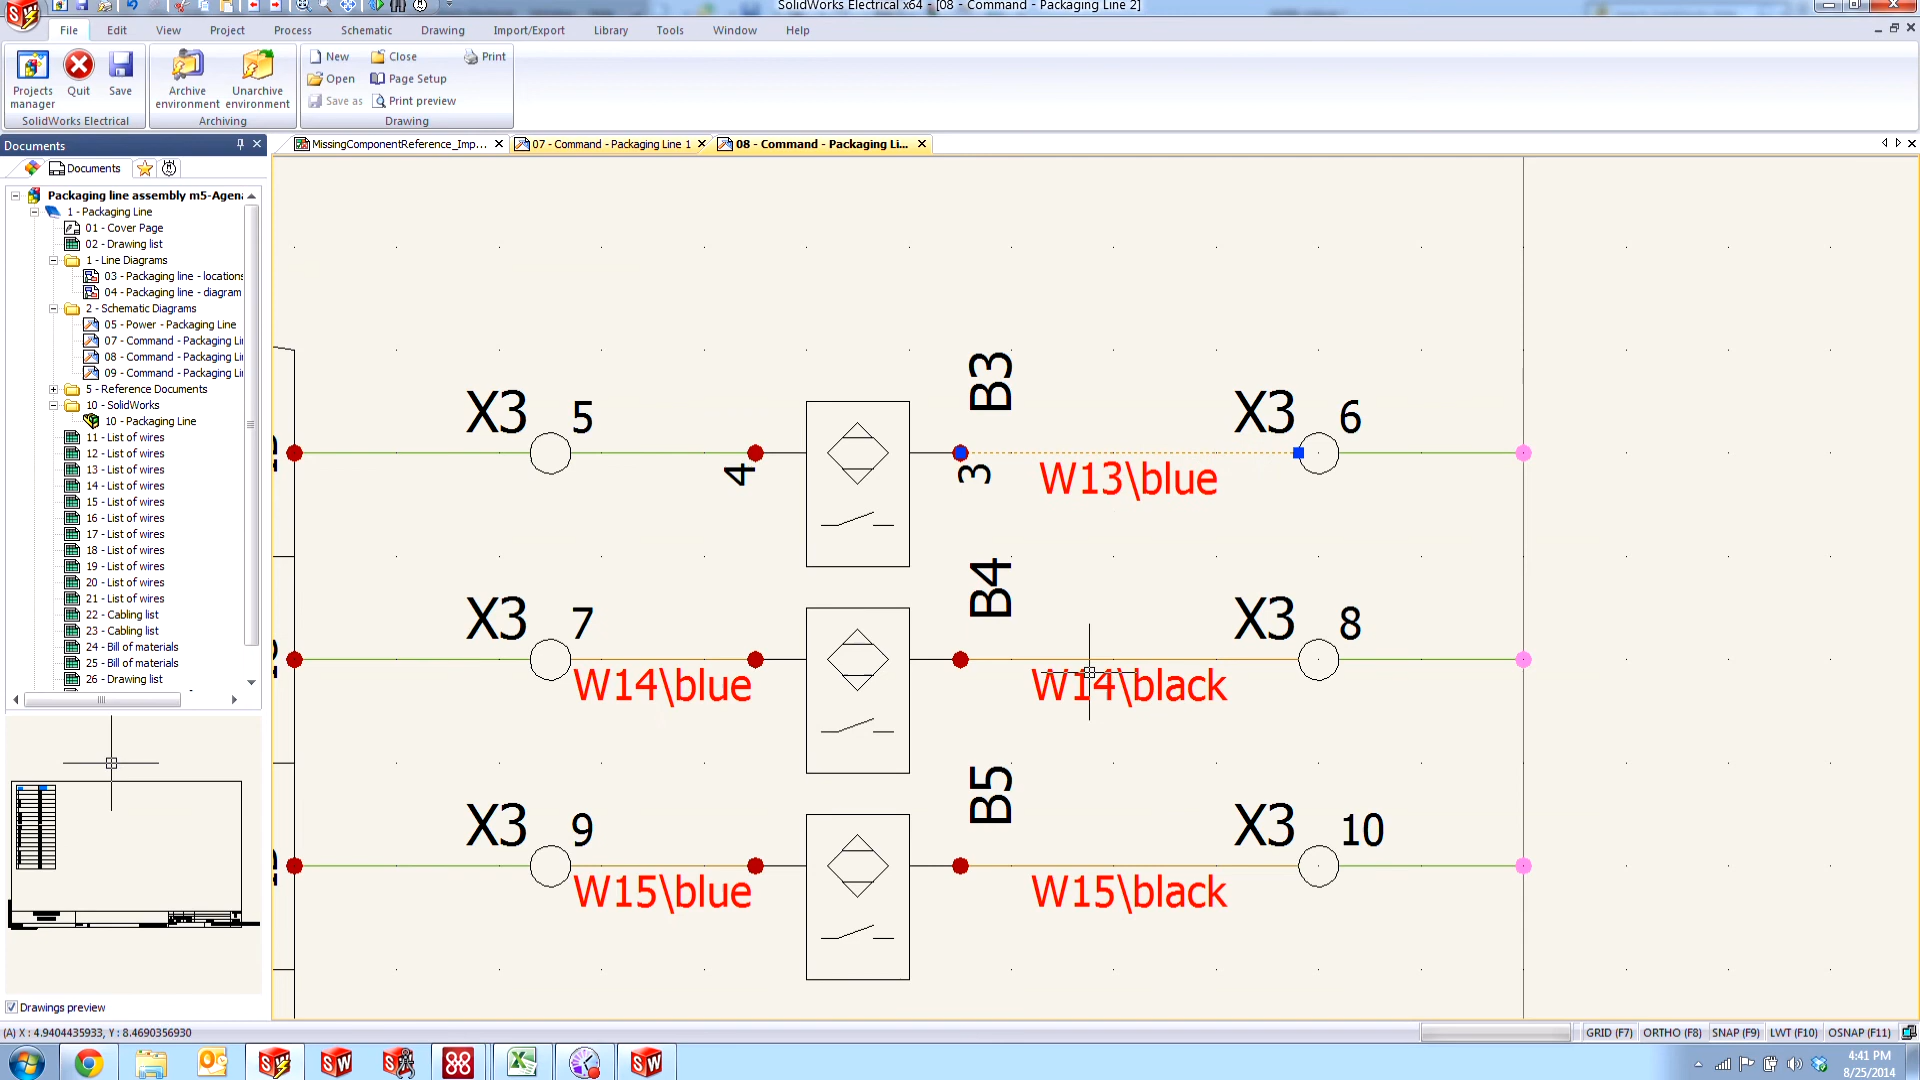 SolidWorks Electrical x64 - [08 - Command - Packaging Line 2]
File Edit View Project Process Schematic Drawing Import/Export Library Tools Window Help
Projects manager
Quit
Save
SolidWorks Electrical
Archive environment
Unarchive environment
Archiving
New
Close
Print
Open
Page Setup
Save as
Print preview
Drawing
Documents
MissingComponentReference_Imp...
07 - Command - Packaging Line 1
08 - Command - Packaging Li...
Documents
Packaging line assembly m5-Agen
1 - Packaging Line
01 - Cover Page
02 - Drawing list
1 - Line Diagrams
03 - Packaging line - locations
04 - Packaging line - diagram
2 - Schematic Diagrams
05 - Power - Packaging Line
07 - Command - Packaging Li
08 - Command - Packaging Li
09 - Command - Packaging Li
5 - Reference Documents
10 - SolidWorks
10 - Packaging Line
11 - List of wires
12 - List of wires
13 - List of wires
14 - List of wires
15 - List of wires
16 - List of wires
17 - List of wires
18 - List of wires
19 - List of wires
20 - List of wires
21 - List of wires
22 - Cabling list
23 - Cabling list
24 - Bill of materials
25 - Bill of materials
26 - Drawing list
X3 5
4
B3
3
W13\blue
X3 6
X3 7
W14\blue
B4
W14\black
X3 8
X3 9
W15\blue
B5
W15\black
X3 10
Drawings preview
(A) X : 4.9404435933, Y : 8.4690356930
GRID (F7) ORTHO (F8) SNAP (F9) LWT (F10) OSNAP (F11)
4:41 PM
8/25/2014